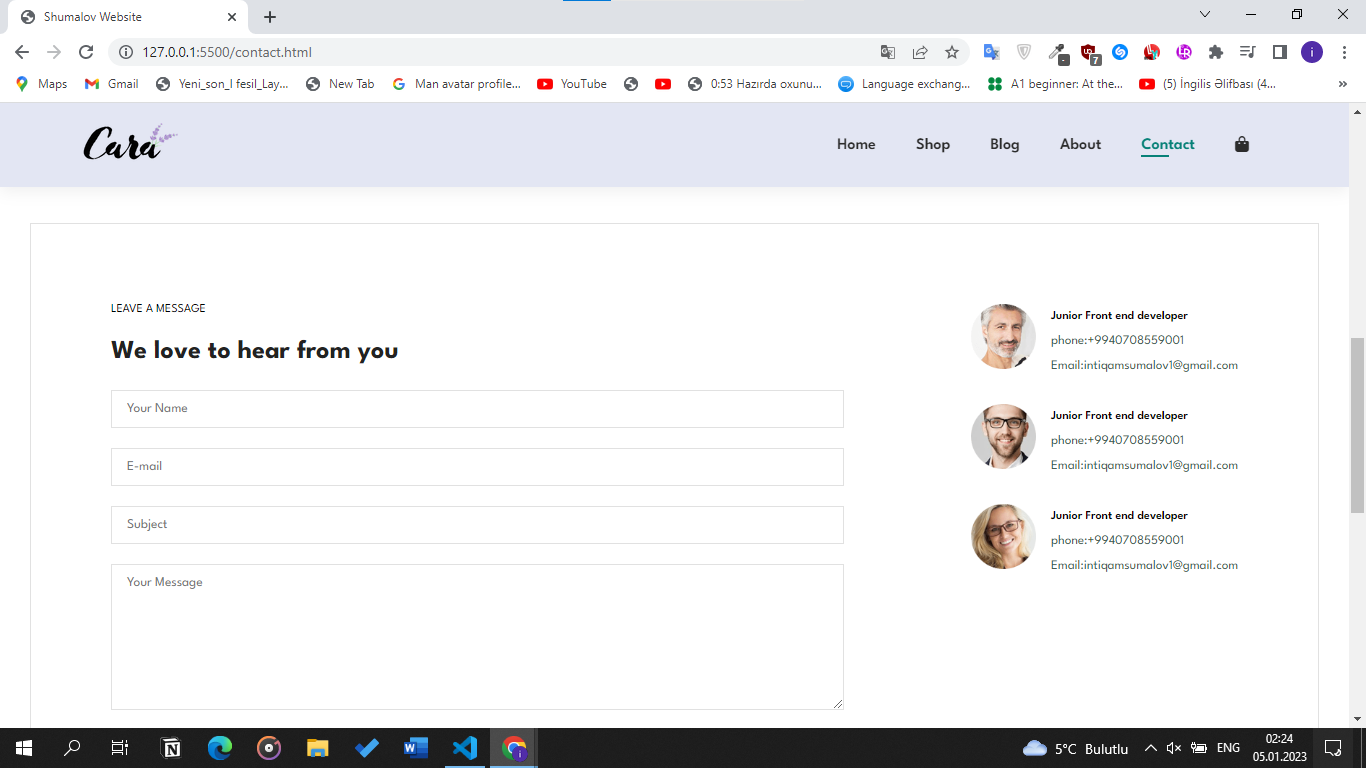 Shumalov Website
127.0.0.1:5500/contact.html
7
i
Maps
Gmail
Yeni_son_I fesil_Lay...
New Tab
Man avatar profile...
YouTube
0:53 Hazırda oxunu...
Language exchang...
A1 beginner: At the...
(5) İngilis Əlifbası (4...
»
Cara
Home
Shop
Blog
About
Contact
LEAVE A MESSAGE
We love to hear from you
Your Name
E-mail
Subject
Your Message
Junior Front end developer
phone:+9940708559001
Email:intiqamsumalov1@gmail.com
Junior Front end developer
phone:+9940708559001
Email:intiqamsumalov1@gmail.com
Junior Front end developer
phone:+9940708559001
Email:intiqamsumalov1@gmail.com
5°C Bulutlu
ENG
02:24
05.01.2023